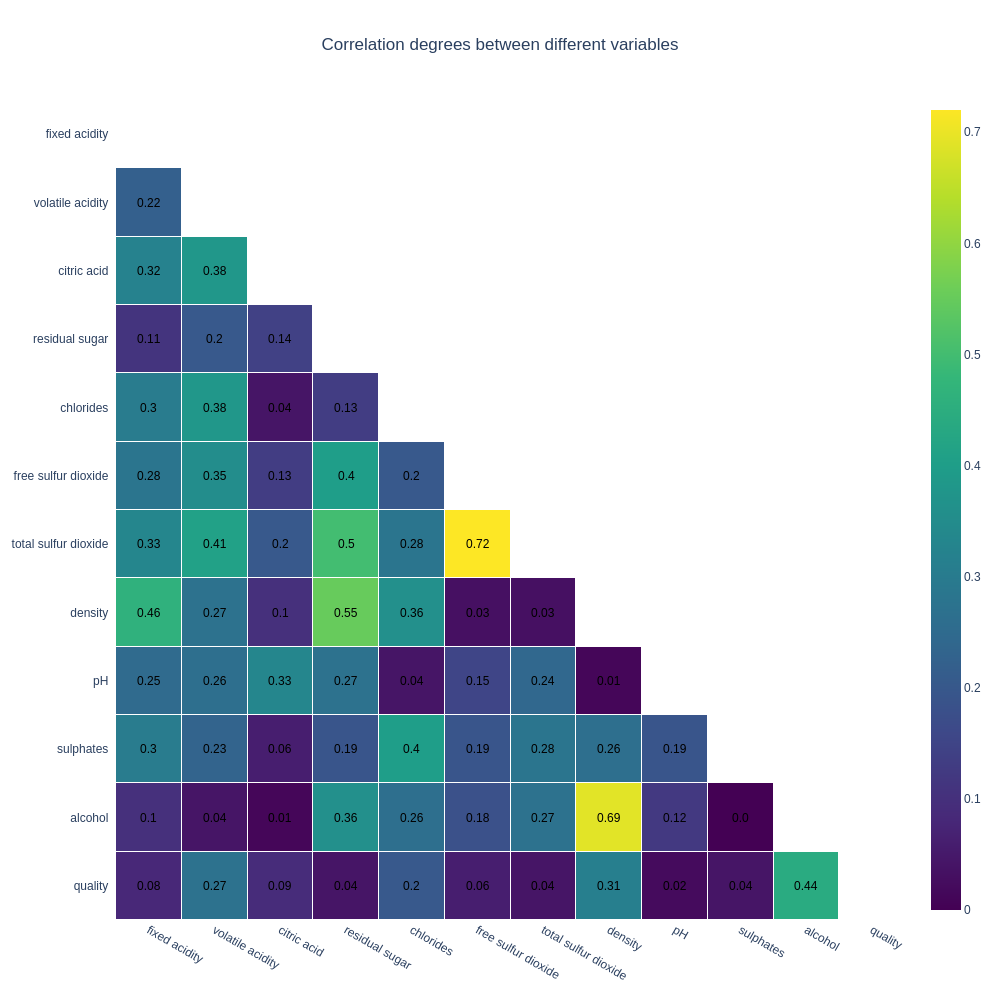 Correlation degrees between different variables
fixed acidity
0.7
volatile acidity 0.22
0.6
citric acid 0.32 0.38
residual sugar 0.11 0.2 0.14
0.5
chlorides 0.3 0.38 0.04 0.13
free sulfur dioxide 0.28 0.35 0.13 0.4 0.2
0.4
total sulfur dioxide 0.33 0.41 0.2 0.5 0.28 0.72
0.3
density 0.46 0.27 0.1 0.55 0.36 0.03 0.03
pH 0.25 0.26 0.33 0.27 0.04 0.15 0.24 0.01
0.2
sulphates 0.3 0.23 0.06 0.19 0.4 0.19 0.28 0.26 0.19
0.1
alcohol 0.1 0.04 0.01 0.36 0.26 0.18 0.27 0.69 0.12 0.0
quality 0.08 0.27 0.09 0.04 0.2 0.06 0.04 0.31 0.02 0.04 0.44
0
fixed acidity volatile acidity citric acid residual sugar chlorides free sulfur dioxide total sulfur dioxide density pH sulphates alcohol quality